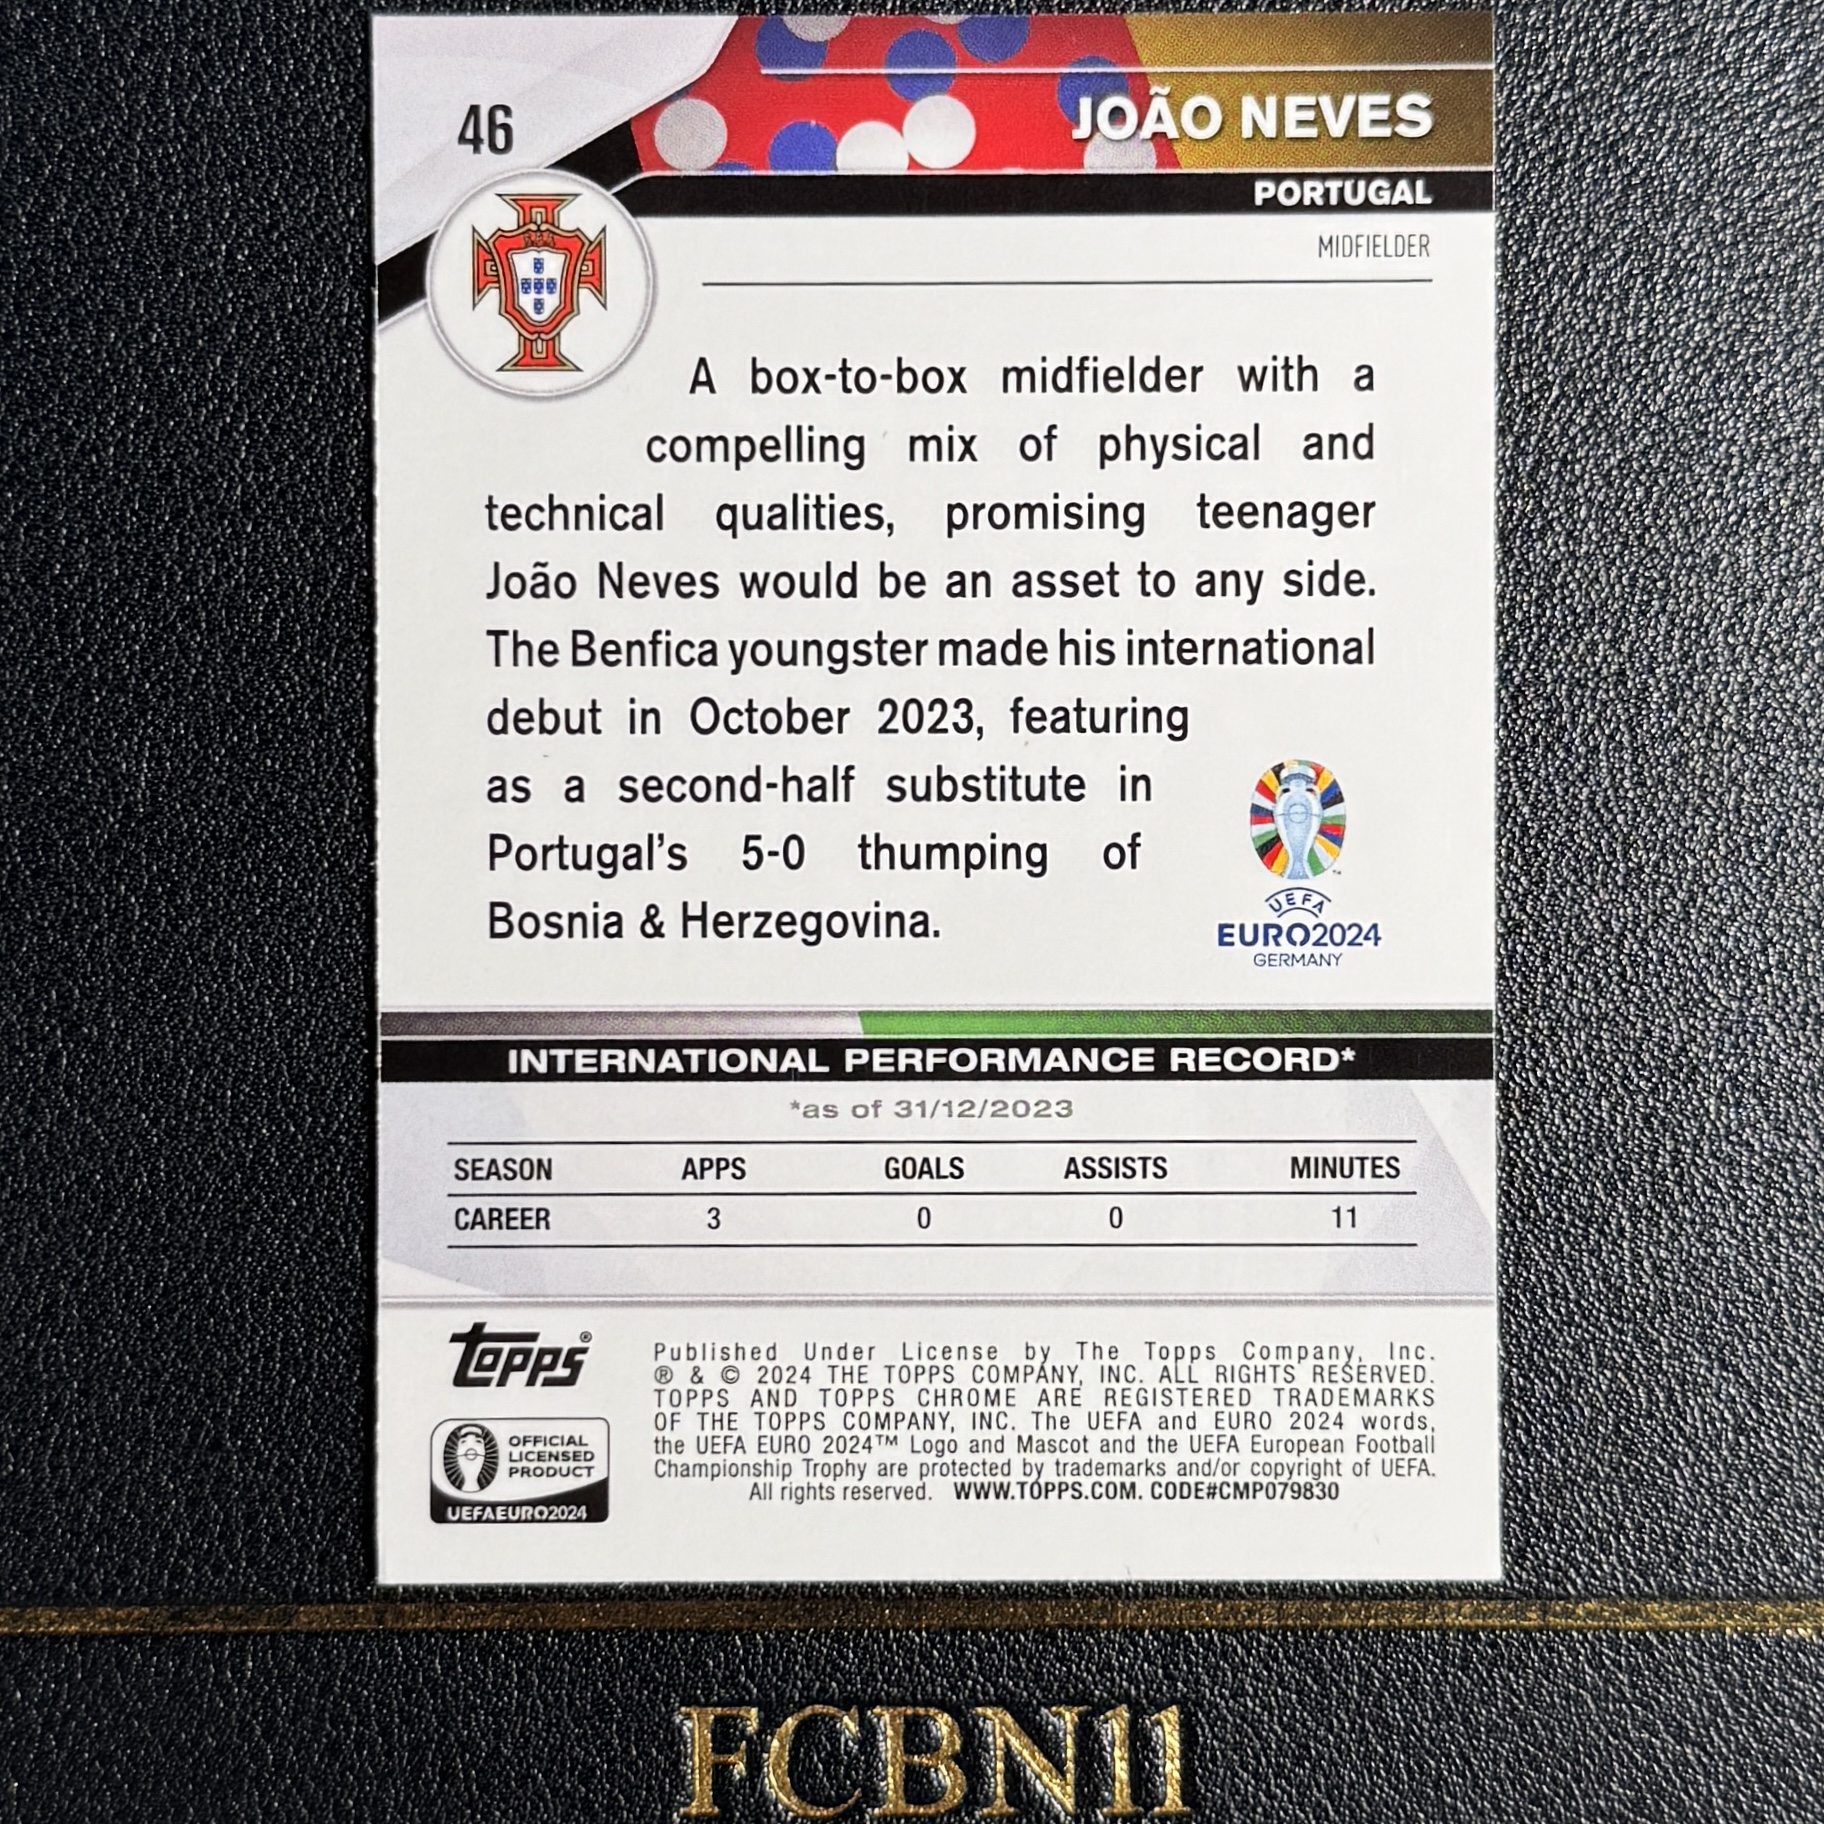 46
JOÃO NEVES
PORTUGAL
MIDFIELDER
A box-to-box midfielder with a
compelling mix of physical and
technical qualities, promising teenager
João Neves would be an asset to any side.
The Benfica youngster made his international
debut in October 2023, featuring
as a second-half substitute in
Portugal's 5-0 thumping of
Bosnia & Herzegovina.
UEFA
EURO2024
GERMANY
INTERNATIONAL PERFORMANCE RECORD*
*as of 31/12/2023
SEASON APPS GOALS ASSISTS MINUTES
CAREER 3 0 0 11
topps®
OFFICIAL
LICENSED
PRODUCT
UEFAEURO2024
Published Under License by The Topps Company, Inc.
® & © 2024 THE TOPPS COMPANY, INC. ALL RIGHTS RESERVED.
TOPPS AND TOPPS CHROME ARE REGISTERED TRADEMARKS
OF THE TOPPS COMPANY, INC. The UEFA and EURO 2024 words,
the UEFA EURO 2024™ Logo and Mascot and the UEFA European Football
Championship Trophy are protected by trademarks and/or copyright of UEFA.
All rights reserved. WWW.TOPPS.COM. CODE#CMP079830
FCBN11